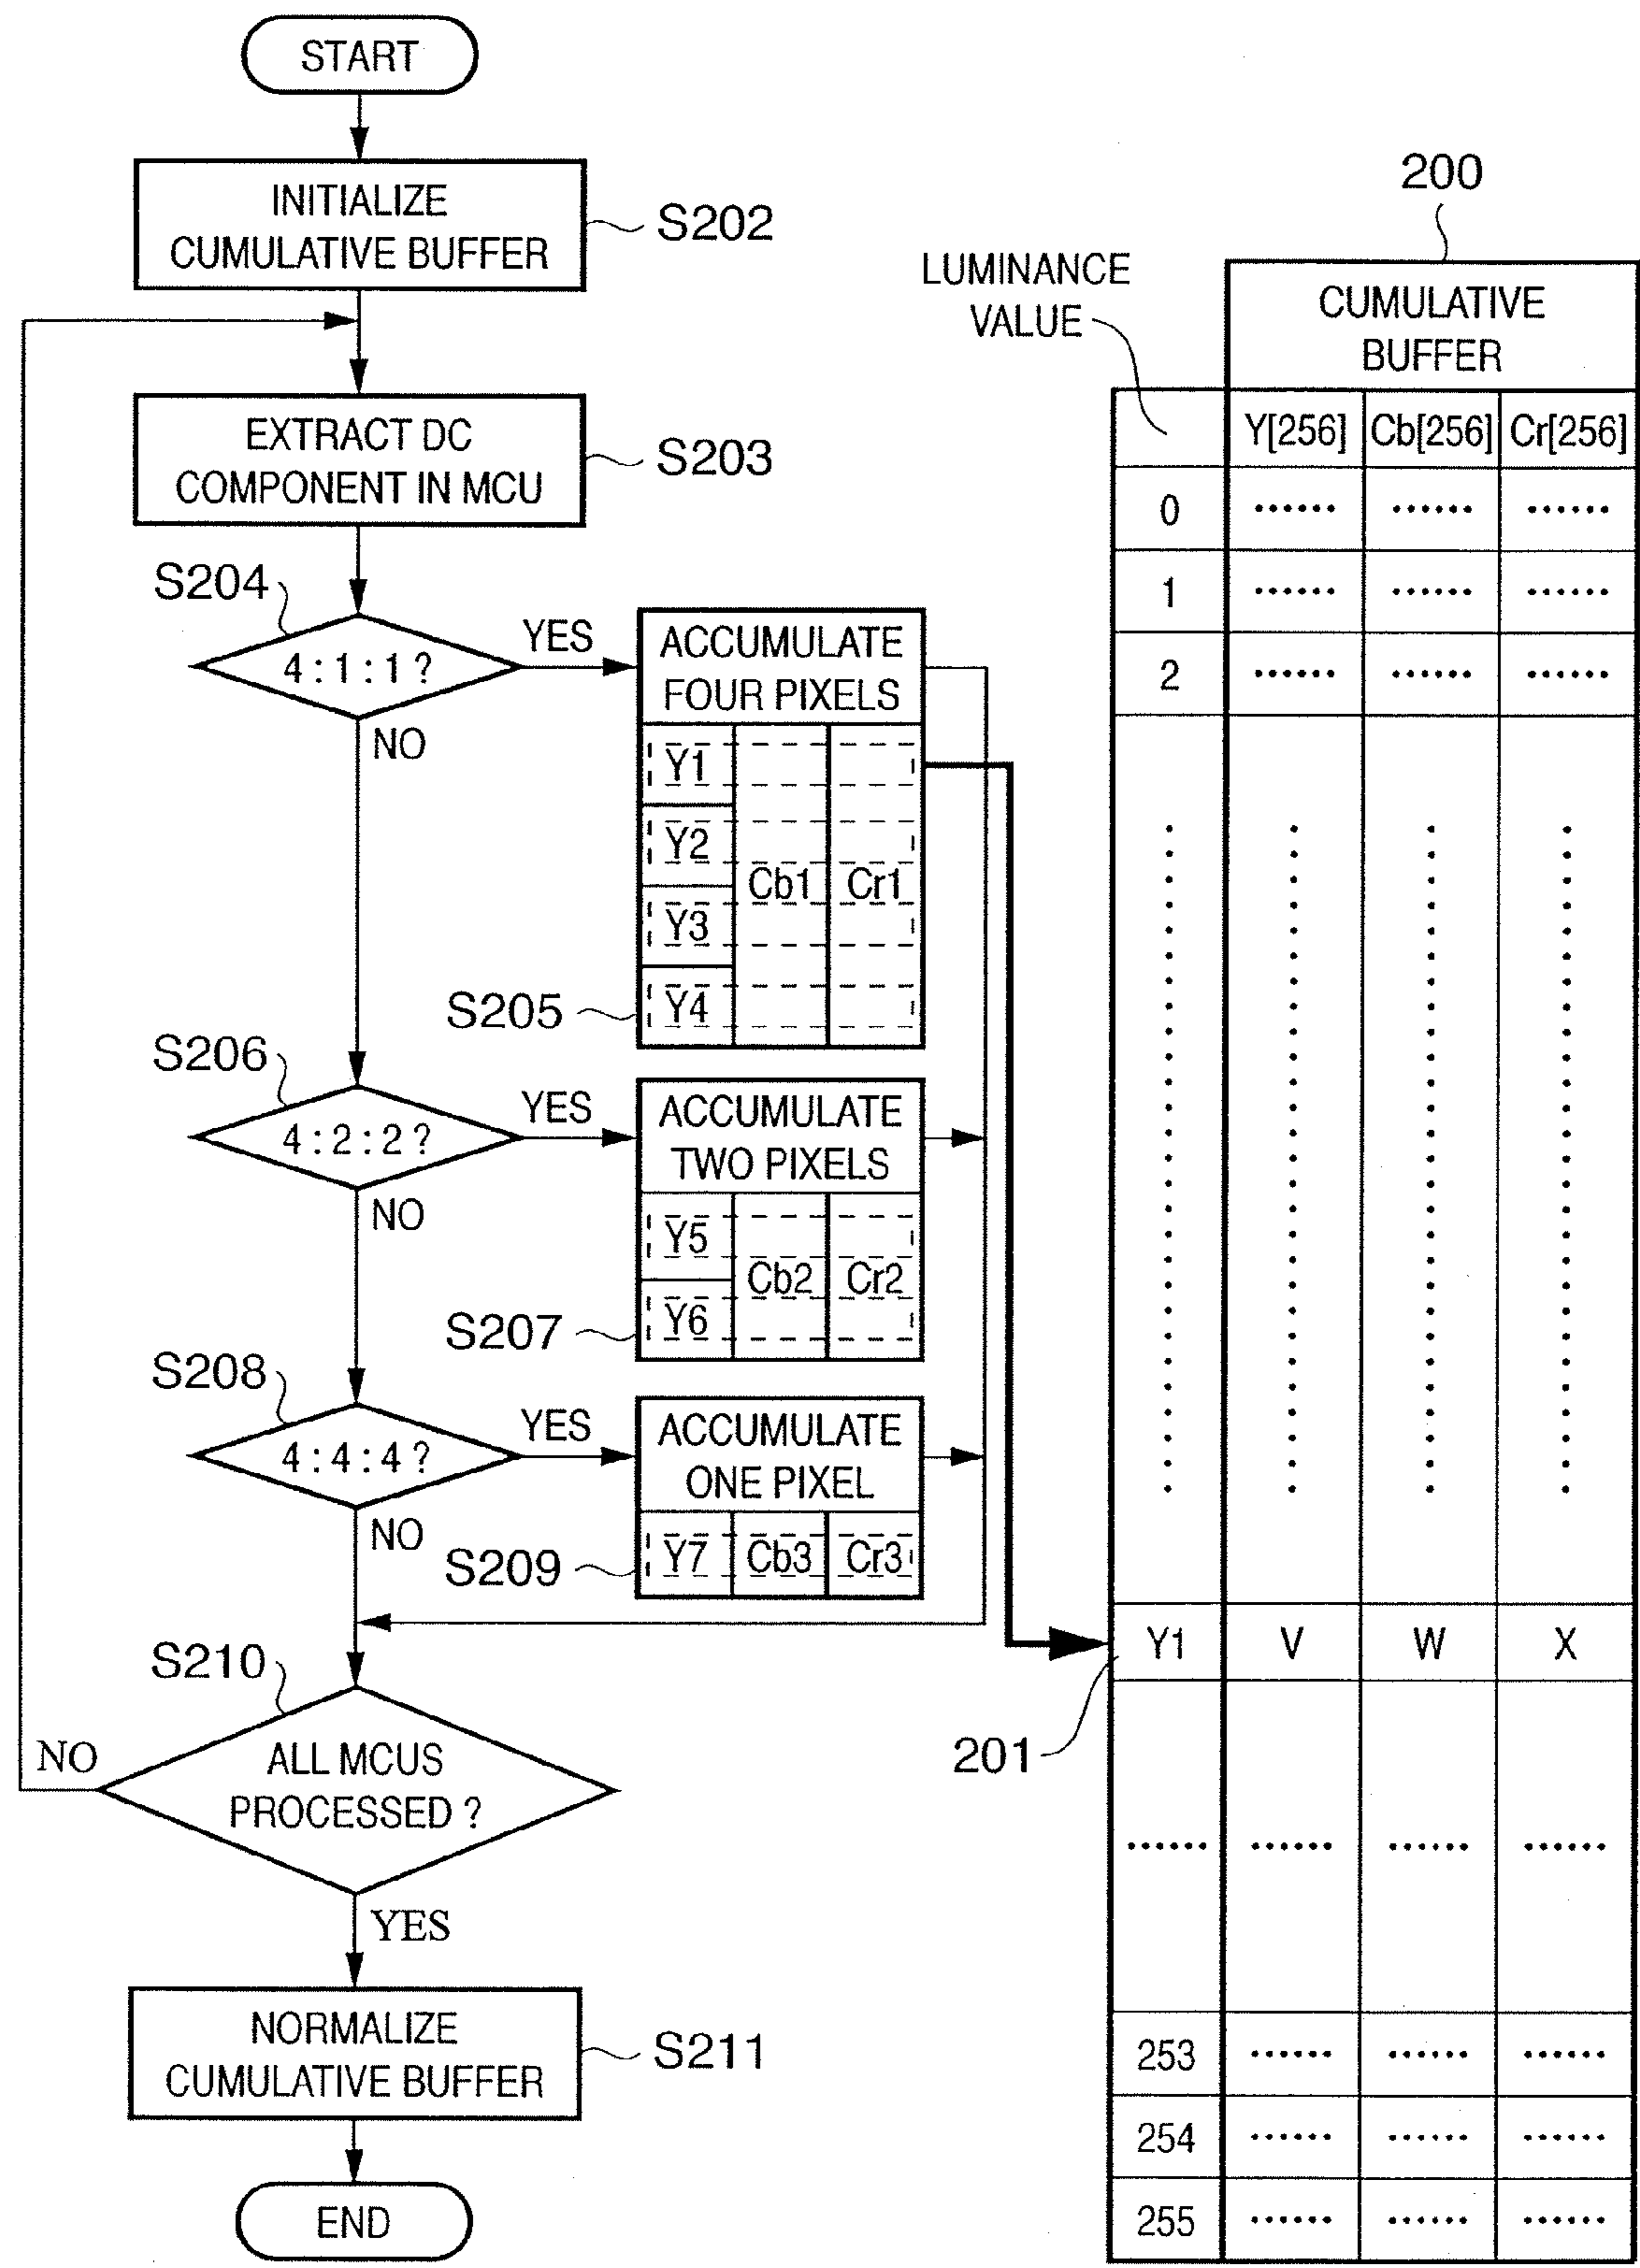 START
INITIALIZE
CUMULATIVE BUFFER
S202
EXTRACT DC
COMPONENT IN MCU
S203
S204
4:1:1?
YES
NO
ACCUMULATE
FOUR PIXELS
Y1
Y2
Y3
Y4
Cb1
Cr1
S205
S206
4:2:2?
YES
NO
ACCUMULATE
TWO PIXELS
Y5
Y6
Cb2
Cr2
S207
S208
4:4:4?
YES
NO
ACCUMULATE
ONE PIXEL
Y7 Cb3 Cr3
S209
S210
ALL MCUS
PROCESSED?
NO
YES
NORMALIZE
CUMULATIVE BUFFER
S211
END
200
LUMINANCE
VALUE
CUMULATIVE
BUFFER
Y[256] Cb[256] Cr[256]
0 ...... ...... ......
1 ...... ...... ......
2 ...... ...... ......
Y1 V W X
201
...... ...... ...... ......
253 ...... ...... ......
254 ...... ...... ......
255 ...... ...... ......